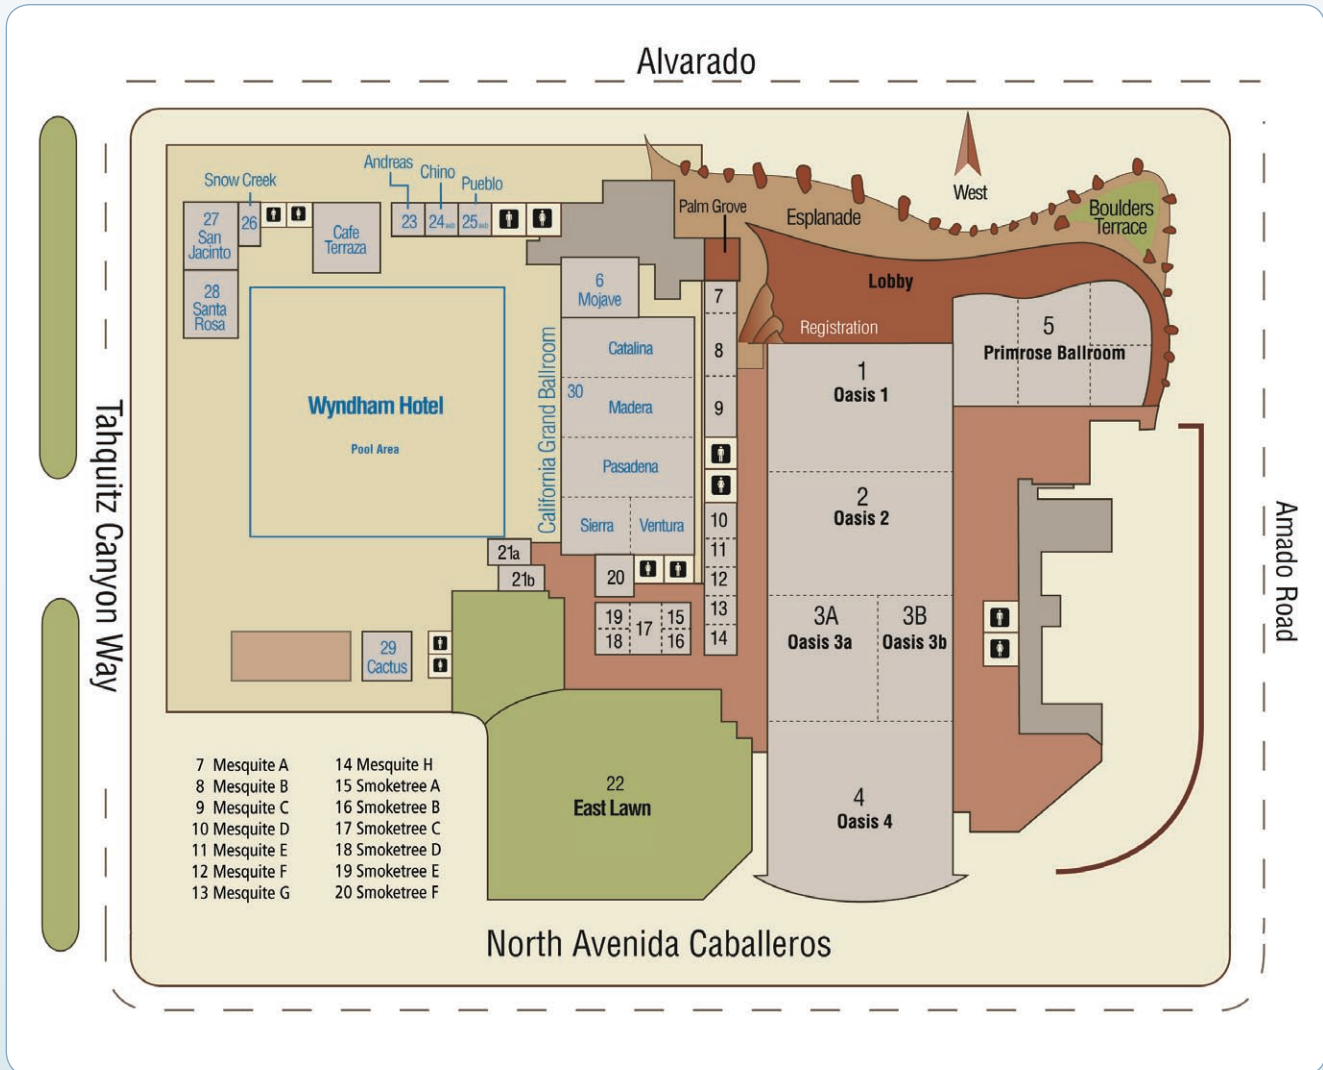 Alvarado
West
Snow Creek
Andreas
Chino
Pueblo
27
San
Jacinto
26
Cafe
Terraza
23
24
25
Palm Grove
Esplanade
Boulders
Terrace
28
Santa
Rosa
6
Mojave
7
Lobby
Registration
5
Primrose Ballroom
Wyndham Hotel
Pool Area
California Grand Ballroom
Catalina
30
Madera
Pasadena
Sierra
Ventura
8
9
10
11
12
13
14
1
Oasis 1
2
Oasis 2
3A
Oasis 3a
3B
Oasis 3b
4
Oasis 4
21a
21b
20
19
18
17
15
16
29
Cactus
22
East Lawn
Tahquitz Canyon Way
Amado Road
7 Mesquite A
8 Mesquite B
9 Mesquite C
10 Mesquite D
11 Mesquite E
12 Mesquite F
13 Mesquite G
14 Mesquite H
15 Smoketree A
16 Smoketree B
17 Smoketree C
18 Smoketree D
19 Smoketree E
20 Smoketree F
North Avenida Caballeros